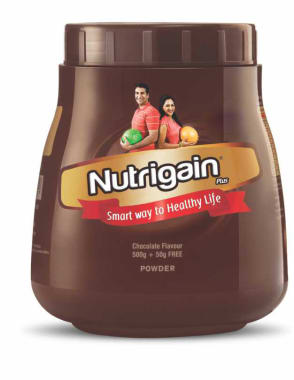 Nutrigain Plus
Smart way to Healthy Life
Chocolate Flavour
500g + 50g FREE
POWDER